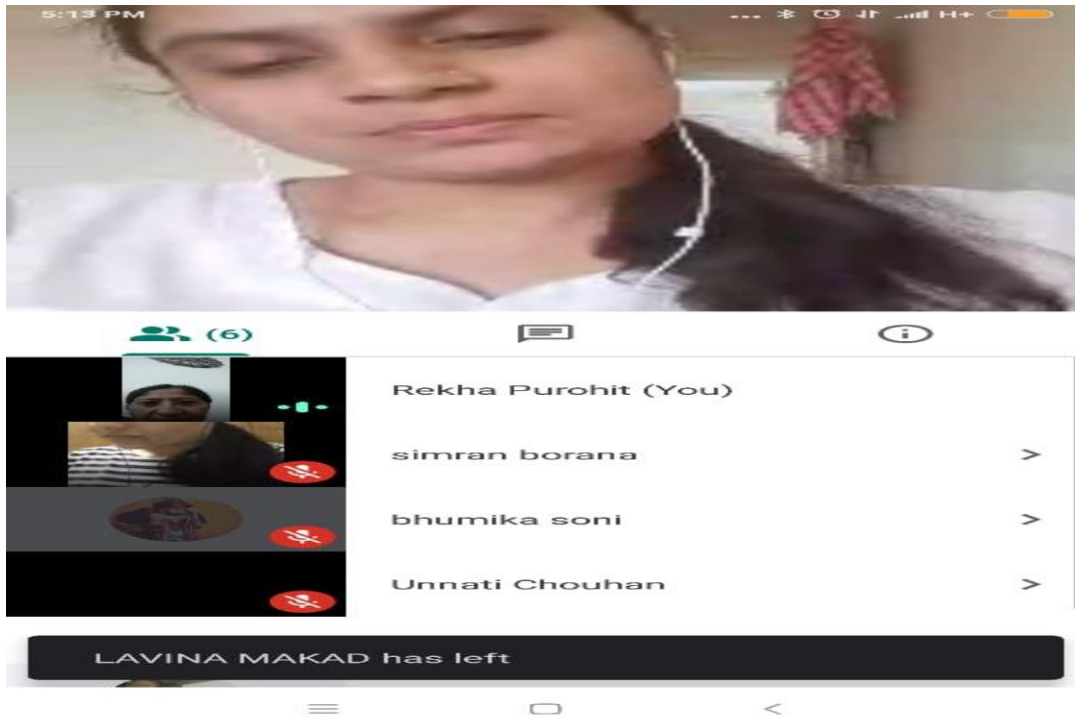 5:13 PM
... H+
(6)
Rekha Purohit (You)
simran borana
bhumika soni
Unnati Chouhan
LAVINA MAKAD has left